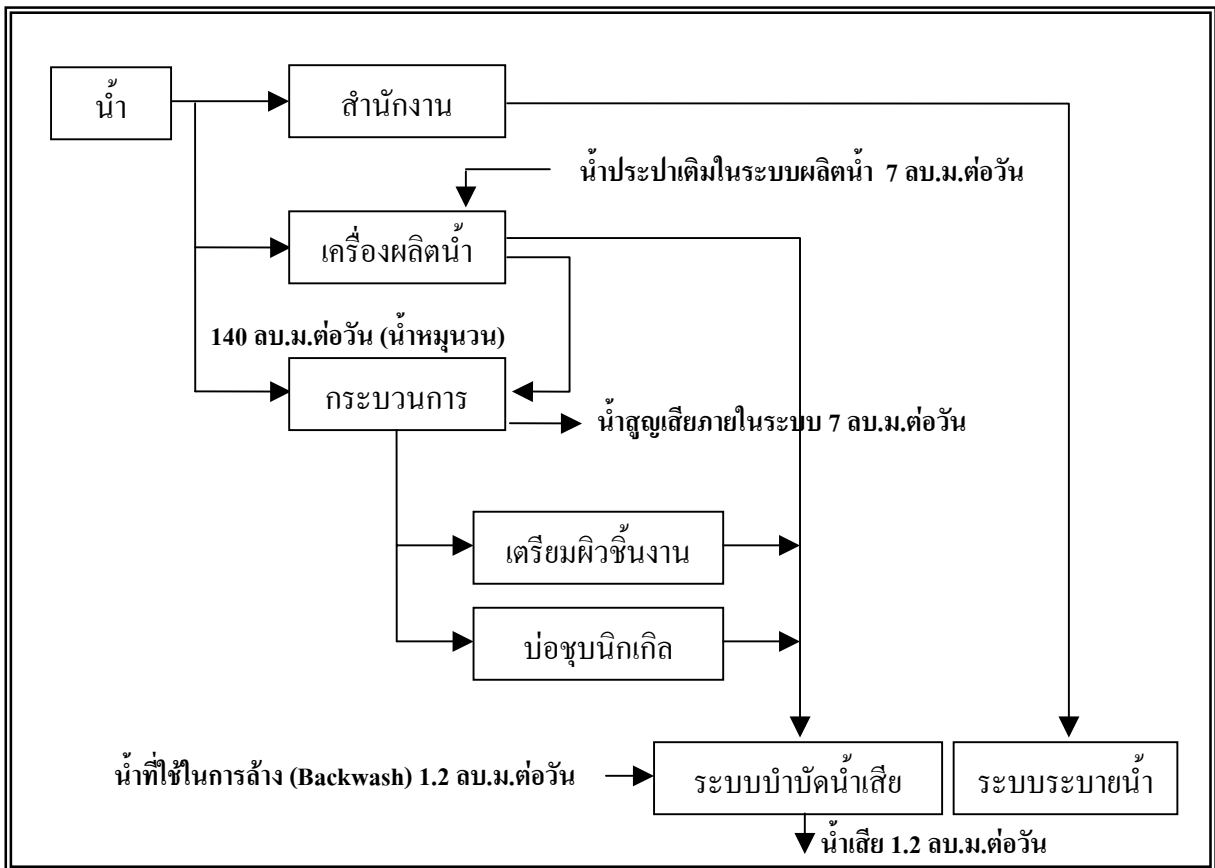 น้ำ
สำนักงาน
น้ำประปาเติมในระบบผลิตน้ำ 7 ลบ.ม.ต่อวัน
เครื่องผลิตน้ำ
140 ลบ.ม.ต่อวัน (น้ำหมุนวน)
กระบวนการ
น้ำสูญเสียภายในระบบ 7 ลบ.ม.ต่อวัน
เตรียมผิวชิ้นงาน
บ่อชุบนิกเกิล
น้ำที่ใช้ในการล้าง (Backwash) 1.2 ลบ.ม.ต่อวัน
ระบบบำบัดน้ำเสีย
ระบบระบายน้ำ
น้ำเสีย 1.2 ลบ.ม.ต่อวัน